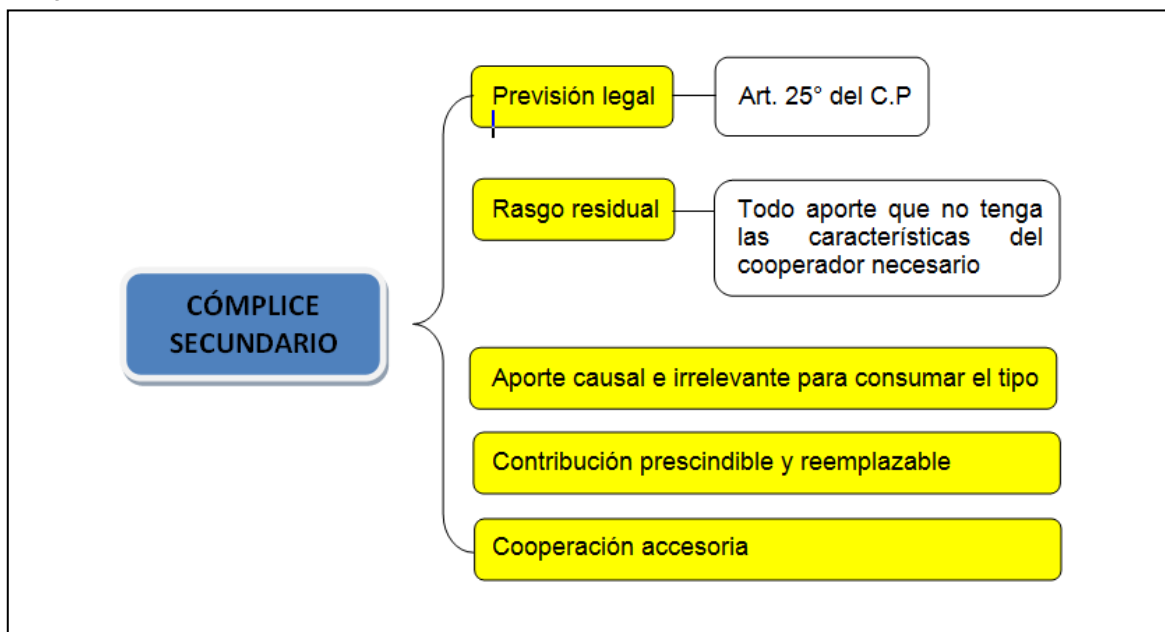 Previsión legal
Art. 25° del C.P
Rasgo residual
Todo aporte que no tenga
las características del
cooperador necesario
CÓMPLICE
SECUNDARIO
Aporte causal e irrelevante para consumar el tipo
Contribución prescindible y reemplazable
Cooperación accesoria